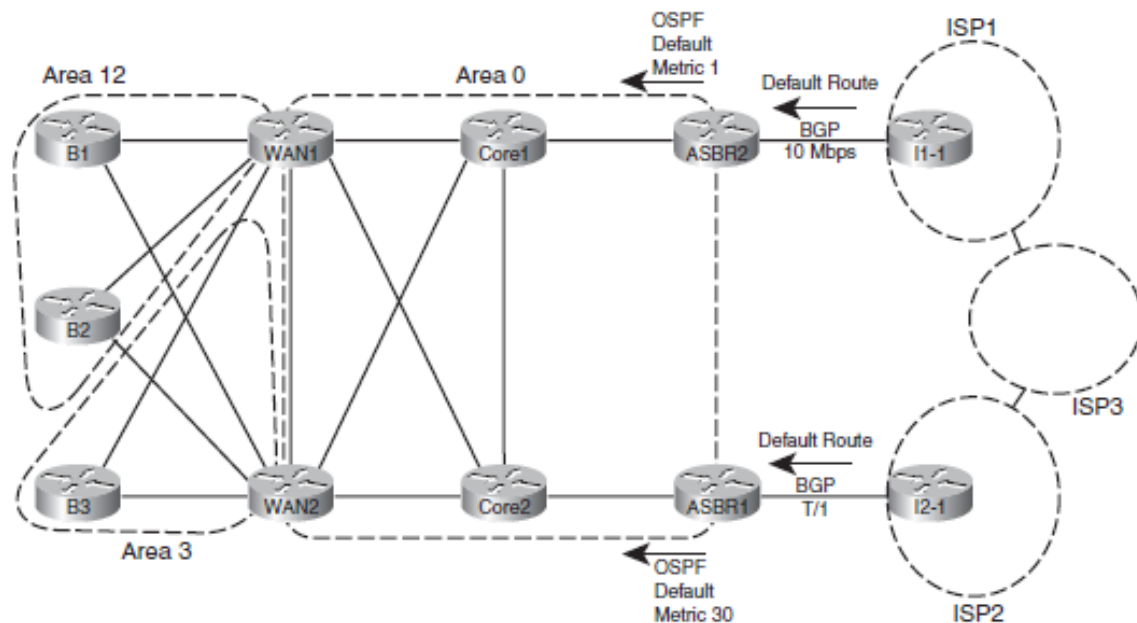 ISP1
OSPF
Default
Metric 1
Area 12
Area 0
Default Route
BGP
10 Mbps
B1
WAN1
Core1
ASBR2
I1-1
B2
ISP3
Default Route
BGP
T/1
B3
WAN2
Core2
ASBR1
I2-1
Area 3
OSPF
Default
Metric 30
ISP2